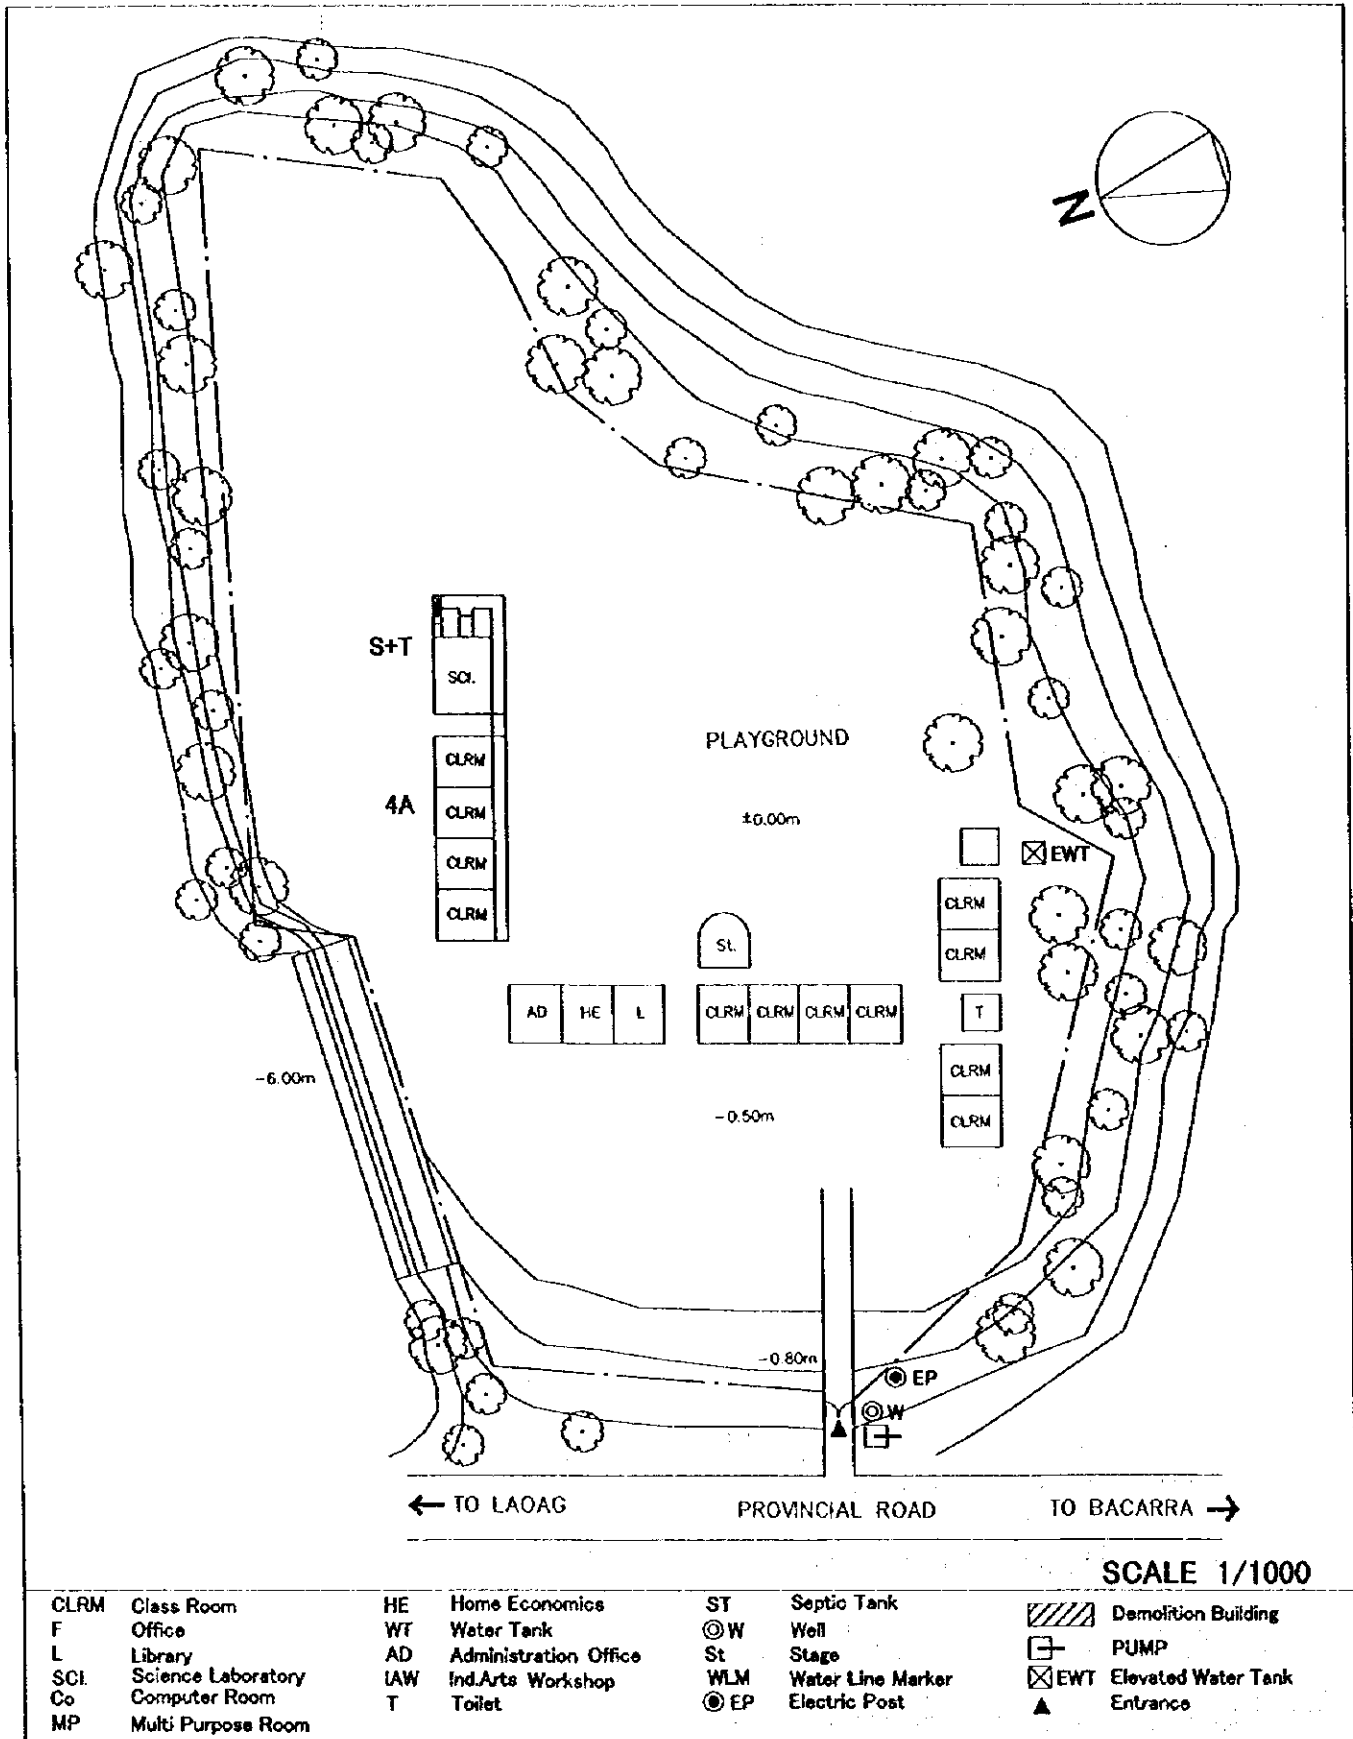 N
S+T
SCI.
PLAYGROUND
CLRM
4A
CLRM
±0.00m
EWT
CLRM
CLRM
CLRM
St.
CLRM
AD HE L CLRM CLRM CLRM CLRM T
CLRM
-6.00m
-0.50m
CLRM
-0.80m
EP
W
TO LAOAG PROVINCIAL ROAD TO BACARRA
SCALE 1/1000
CLRM Class Room
F Office
L Library
SCI. Science Laboratory
Co Computer Room
MP Multi Purpose Room
HE Home Economics
WT Water Tank
AD Administration Office
IAW Ind.Arts Workshop
T Toilet
ST Septic Tank
W Well
St Stage
WLM Water Line Marker
EP Electric Post
Demolition Building
PUMP
EWT Elevated Water Tank
Entrance